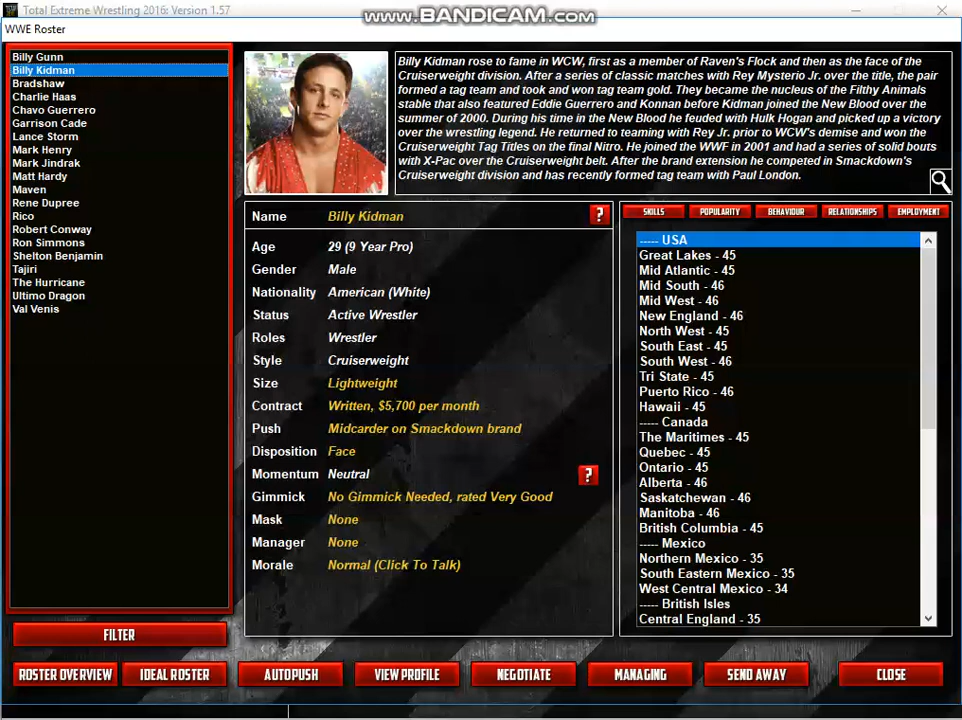 Total Extreme Wrestling 2016: Version 1.57
WWW.BANDICAM.COM
WWE Roster
Billy Gunn
Billy Kidman
Bradshaw
Charlie Haas
Chavo Guerrero
Garrison Cade
Lance Storm
Mark Henry
Mark Jindrak
Matt Hardy
Maven
Rene Dupree
Rico
Robert Conway
Ron Simmons
Shelton Benjamin
Tajiri
The Hurricane
Ultimo Dragon
Val Venis
Billy Kidman rose to fame in WCW, first as a member of Raven's Flock and then as the face of the
Cruiserweight division. After a series of classic matches with Rey Mysterio Jr. over the title, the pair
formed a tag team and took and won tag team gold. They became the nucleus of the Filthy Animals
stable that also featured Eddie Guerrero and Konnan before Kidman joined the New Blood over the
summer of 2000. During his time in the New Blood he feuded with Hulk Hogan and picked up a victory
over the wrestling legend. He returned to teaming with Rey Jr. prior to WCW's demise and won the
Cruiserweight Tag Titles on the final Nitro. He joined the WWF in 2001 and had a series of solid bouts
with X-Pac over the Cruiserweight belt. After the brand extension he competed in Smackdown's
Cruiserweight division and has recently formed tag team with Paul London.
Name Billy Kidman ?
Age 29 (9 Year Pro)
Gender Male
Nationality American (White)
Status Active Wrestler
Roles Wrestler
Style Cruiserweight
Size Lightweight
Contract Written, $5,700 per month
Push Midcarder on Smackdown brand
Disposition Face
Momentum Neutral ?
Gimmick No Gimmick Needed, rated Very Good
Mask None
Manager None
Morale Normal (Click To Talk)
SKILLS POPULARITY BEHAVIOUR RELATIONSHIPS EMPLOYMENT
----- USA
Great Lakes - 45
Mid Atlantic - 45
Mid South - 46
Mid West - 46
New England - 46
North West - 45
South East - 45
South West - 46
Tri State - 45
Puerto Rico - 46
Hawaii - 45
----- Canada
The Maritimes - 45
Quebec - 45
Ontario - 45
Alberta - 46
Saskatchewan - 46
Manitoba - 46
British Columbia - 45
----- Mexico
Northern Mexico - 35
South Eastern Mexico - 35
West Central Mexico - 34
----- British Isles
Central England - 35
FILTER
ROSTER OVERVIEW IDEAL ROSTER AUTOPUSH VIEW PROFILE NEGOTIATE MANAGING SEND AWAY CLOSE